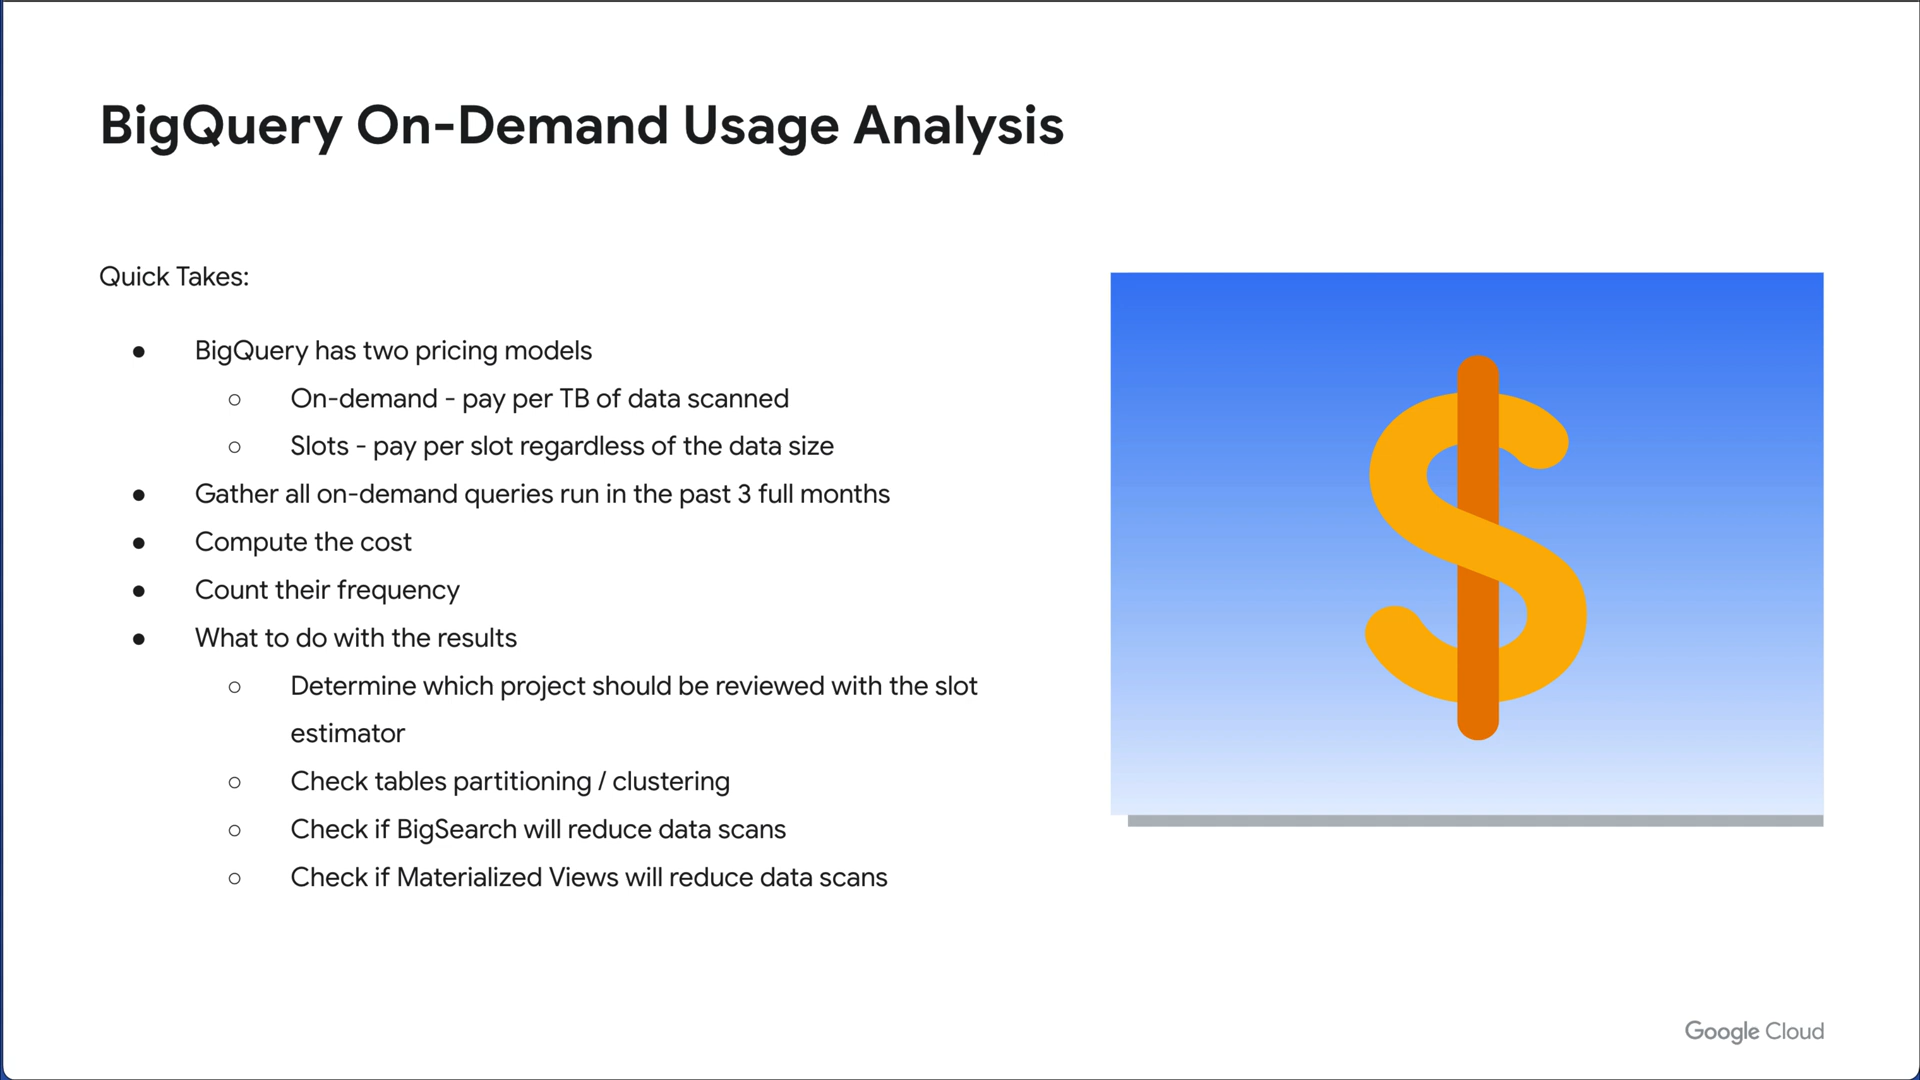 BigQuery On-Demand Usage Analysis
Quick Takes:
● BigQuery has two pricing models
○ On-demand - pay per TB of data scanned
○ Slots - pay per slot regardless of the data size
● Gather all on-demand queries run in the past 3 full months
● Compute the cost
● Count their frequency
● What to do with the results
○ Determine which project should be reviewed with the slot
estimator
○ Check tables partitioning / clustering
○ Check if BigSearch will reduce data scans
○ Check if Materialized Views will reduce data scans
Google Cloud